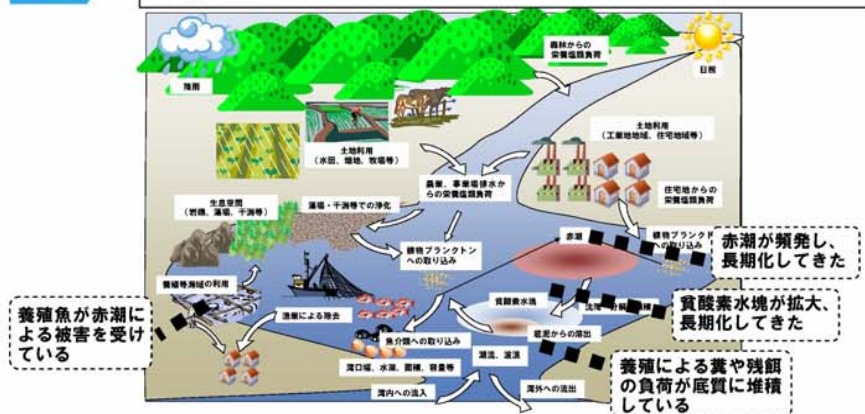 森林からの
栄養塩類負荷
日照
降雨
土地利用
(水田、畑地、牧場等)
土地利用
(工業地地域、住宅地域等)
農業、事業場排水か
らの栄養塩類負荷
住宅地からの
栄養塩類負荷
生息空間
(岩礁、藻場、干潟等)
藻場・干潟等での浄化
植物プランクトン
への取り込み
赤潮
植物プランクト
への取り込み
赤潮が頻発し、
長期化してきた
養殖等海域の利用
漁業による除去
貧酸素水塊
貧酸素水塊が拡大、
長期化してきた
養殖魚が赤潮に
よる被害を受け
ている
魚介類への取り込み
底泥からの溶出
湾口幅、水深、面積、容量等
潮流、波浪
養殖による糞や残餌
の負荷が底質に堆積
している
湾内への流入
湾外への流出